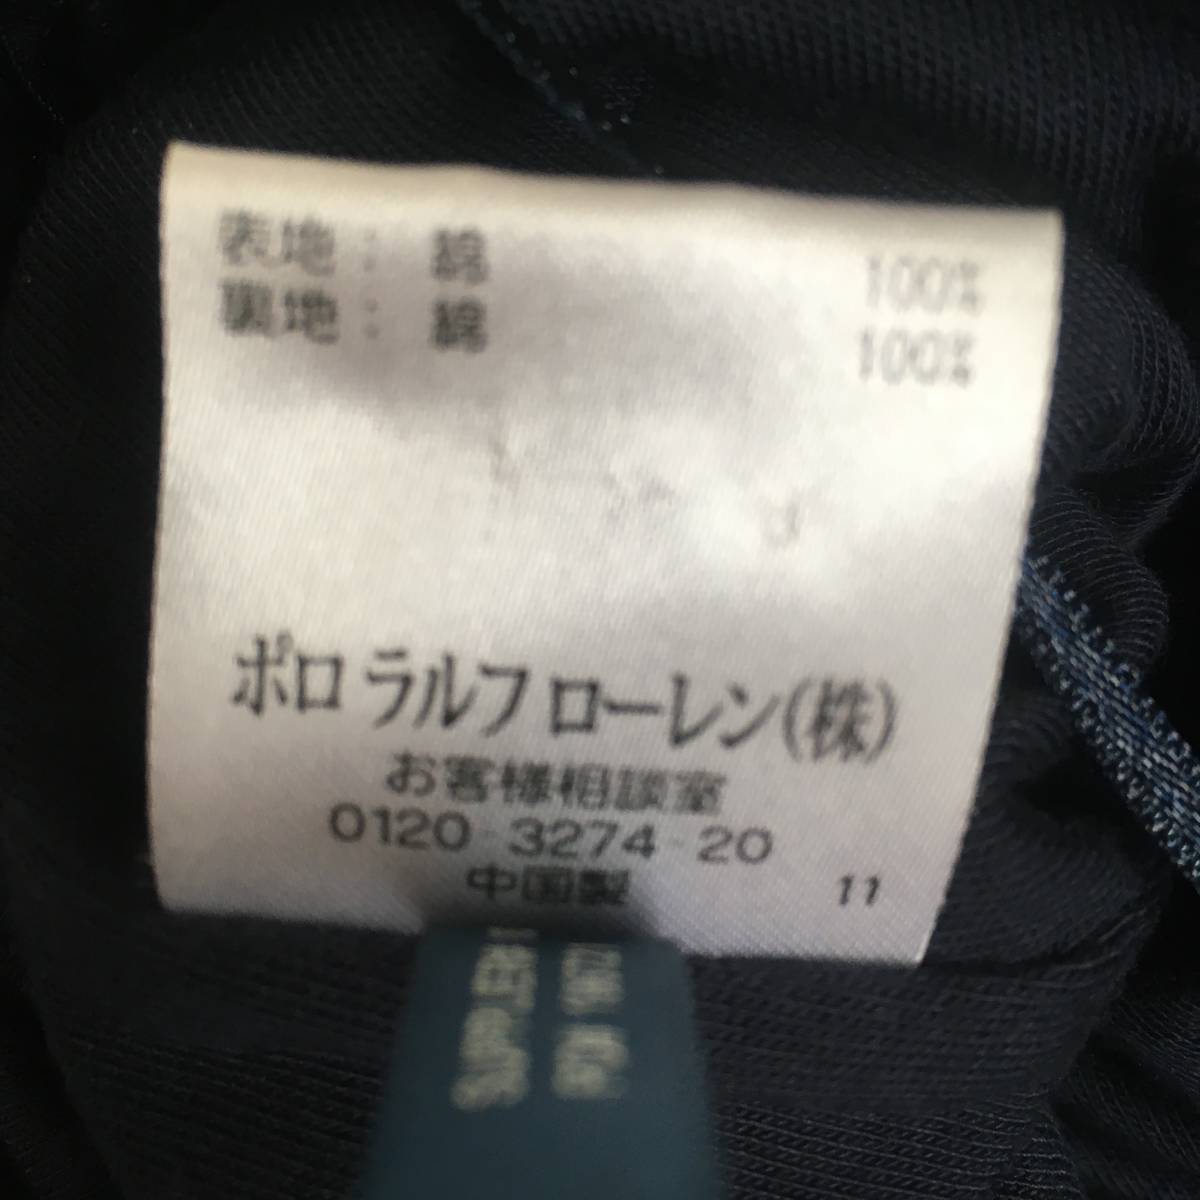 表地: 綿 100%
裏地: 綿 100%
ポロ ラルフ ローレン(株)
お客様相談室
0120 3274 20
中国製 11